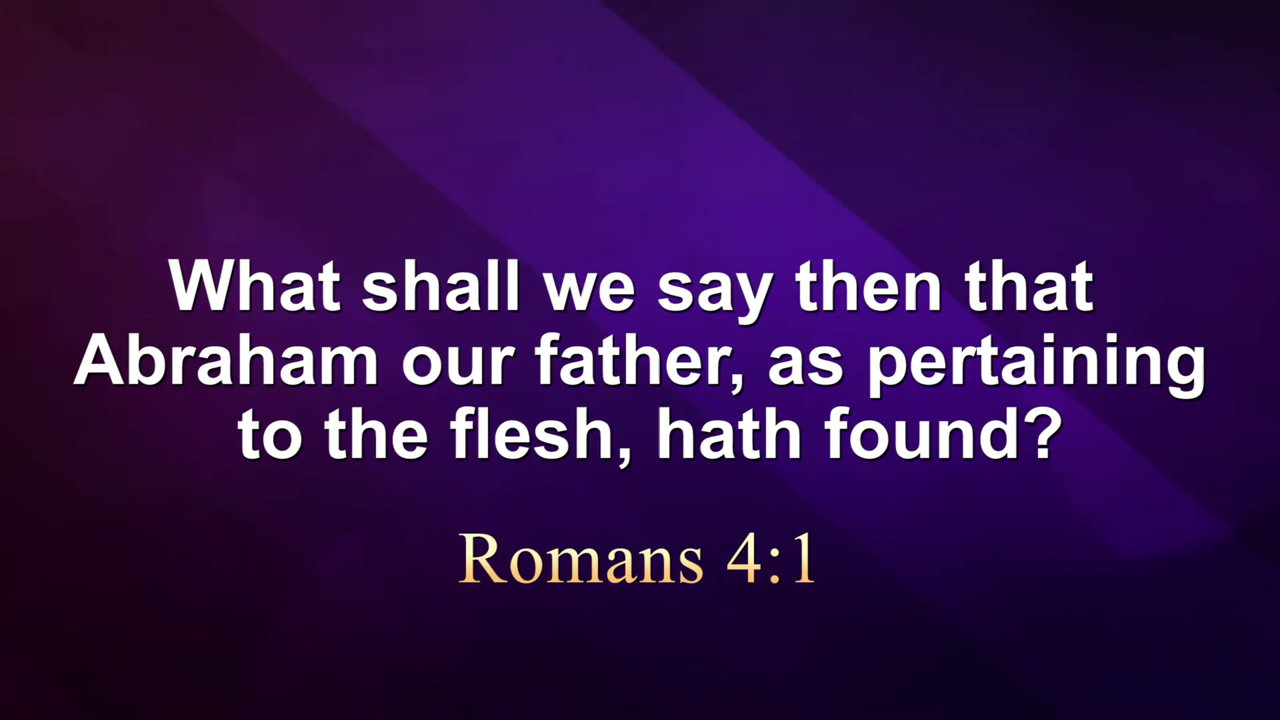 What shall we say then that
Abraham our father, as pertaining
to the flesh, hath found?
Romans 4:1